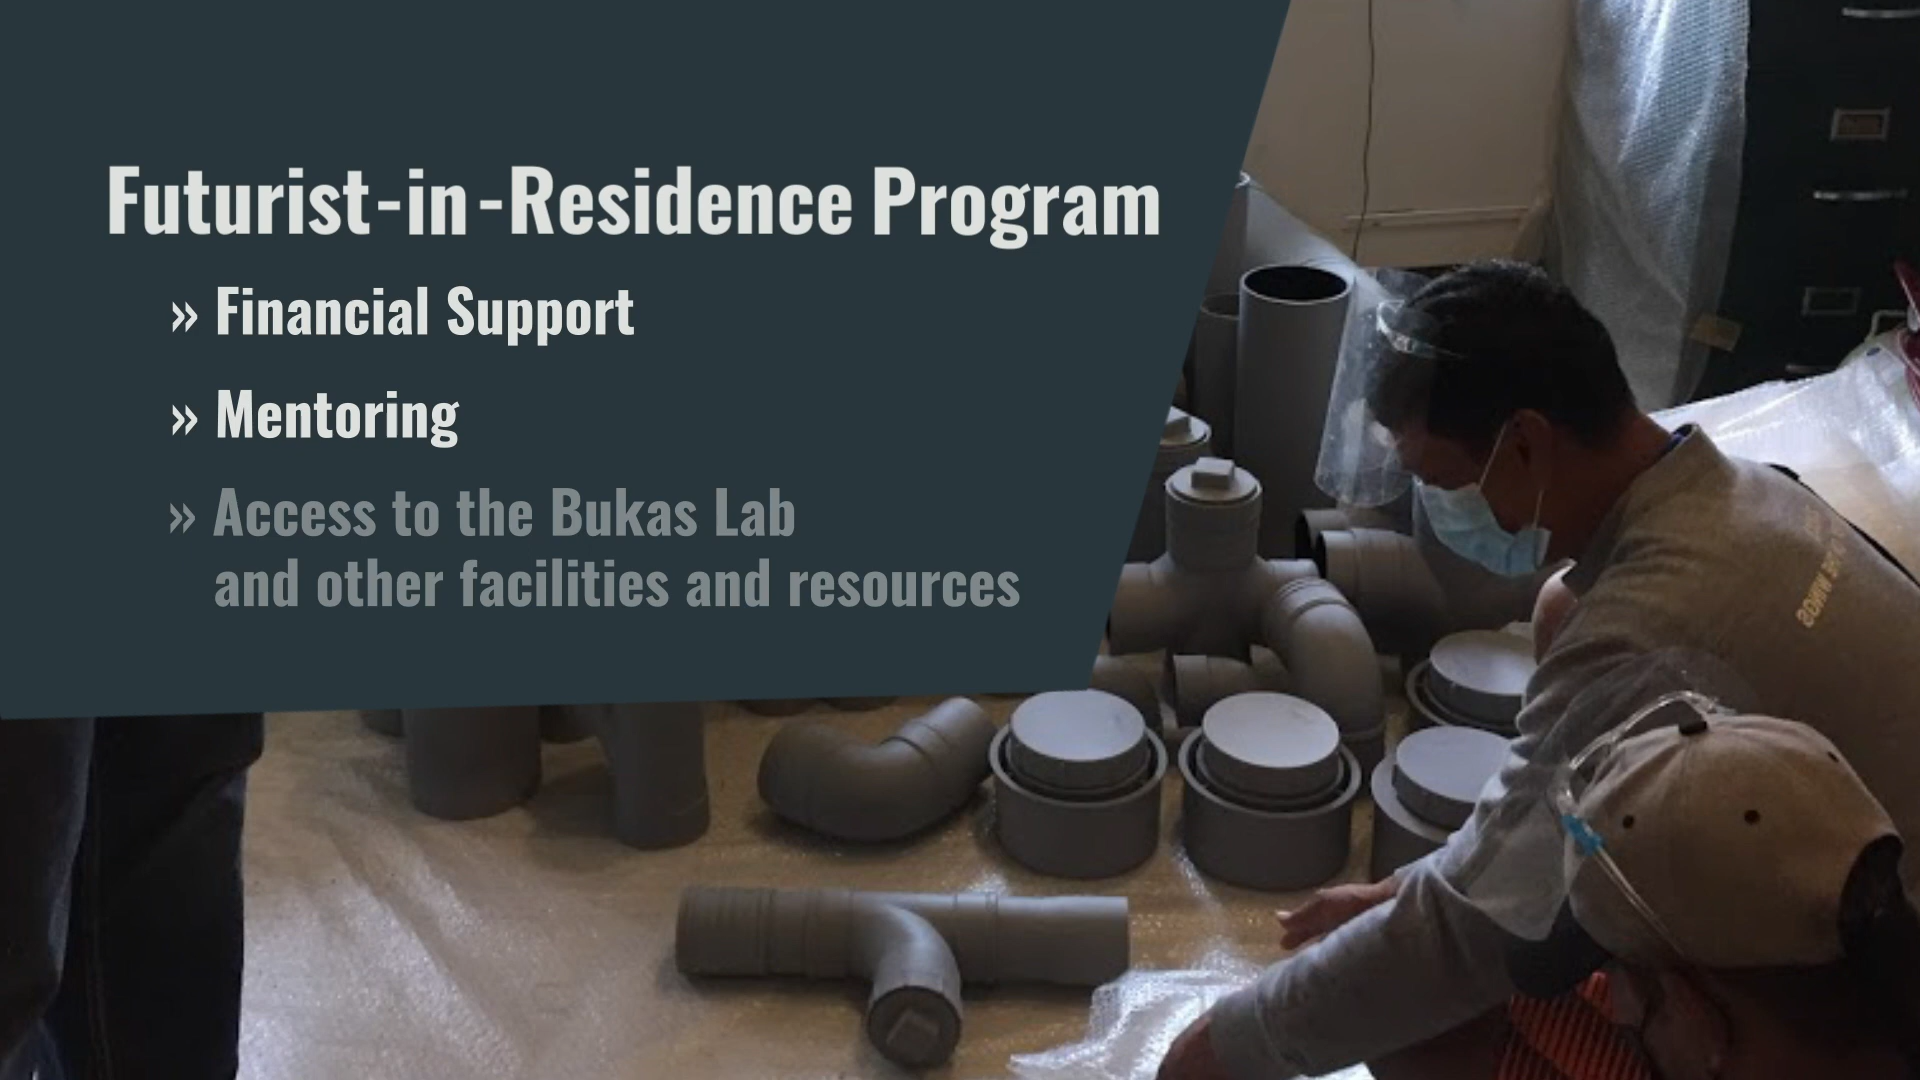 Futurist-in-Residence Program
» Financial Support
» Mentoring
» Access to the Bukas Lab
and other facilities and resources